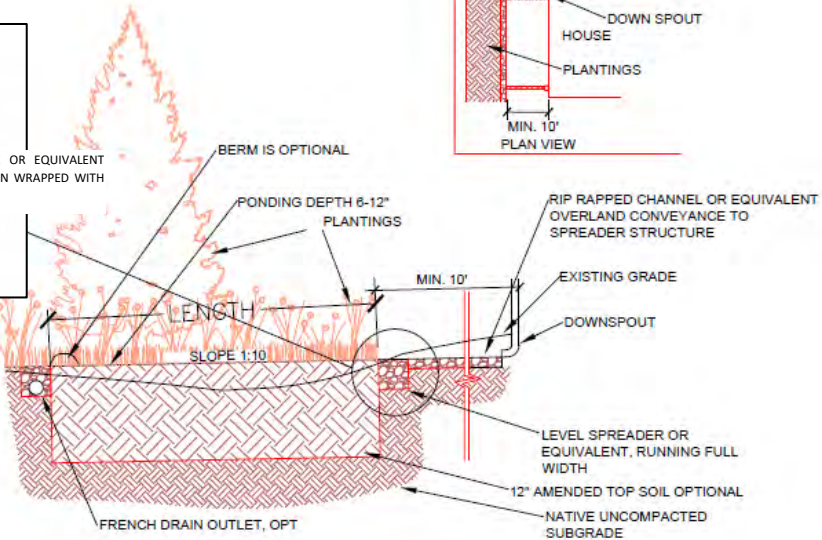 DOWN SPOUT
HOUSE
PLANTINGS
MIN. 10'
PLAN VIEW
OR EQUIVALENT
N WRAPPED WITH
BERM IS OPTIONAL
PONDING DEPTH 6-12"
PLANTINGS
RIP RAPPED CHANNEL OR EQUIVALENT
OVERLAND CONVEYANCE TO
SPREADER STRUCTURE
MIN. 10'
EXISTING GRADE
LENGTH
DOWNSPOUT
SLOPE 1:10
LEVEL SPREADER OR
EQUIVALENT, RUNNING FULL
WIDTH
12" AMENDED TOP SOIL OPTIONAL
NATIVE UNCOMPACTED
SUBGRADE
FRENCH DRAIN OUTLET, OPT